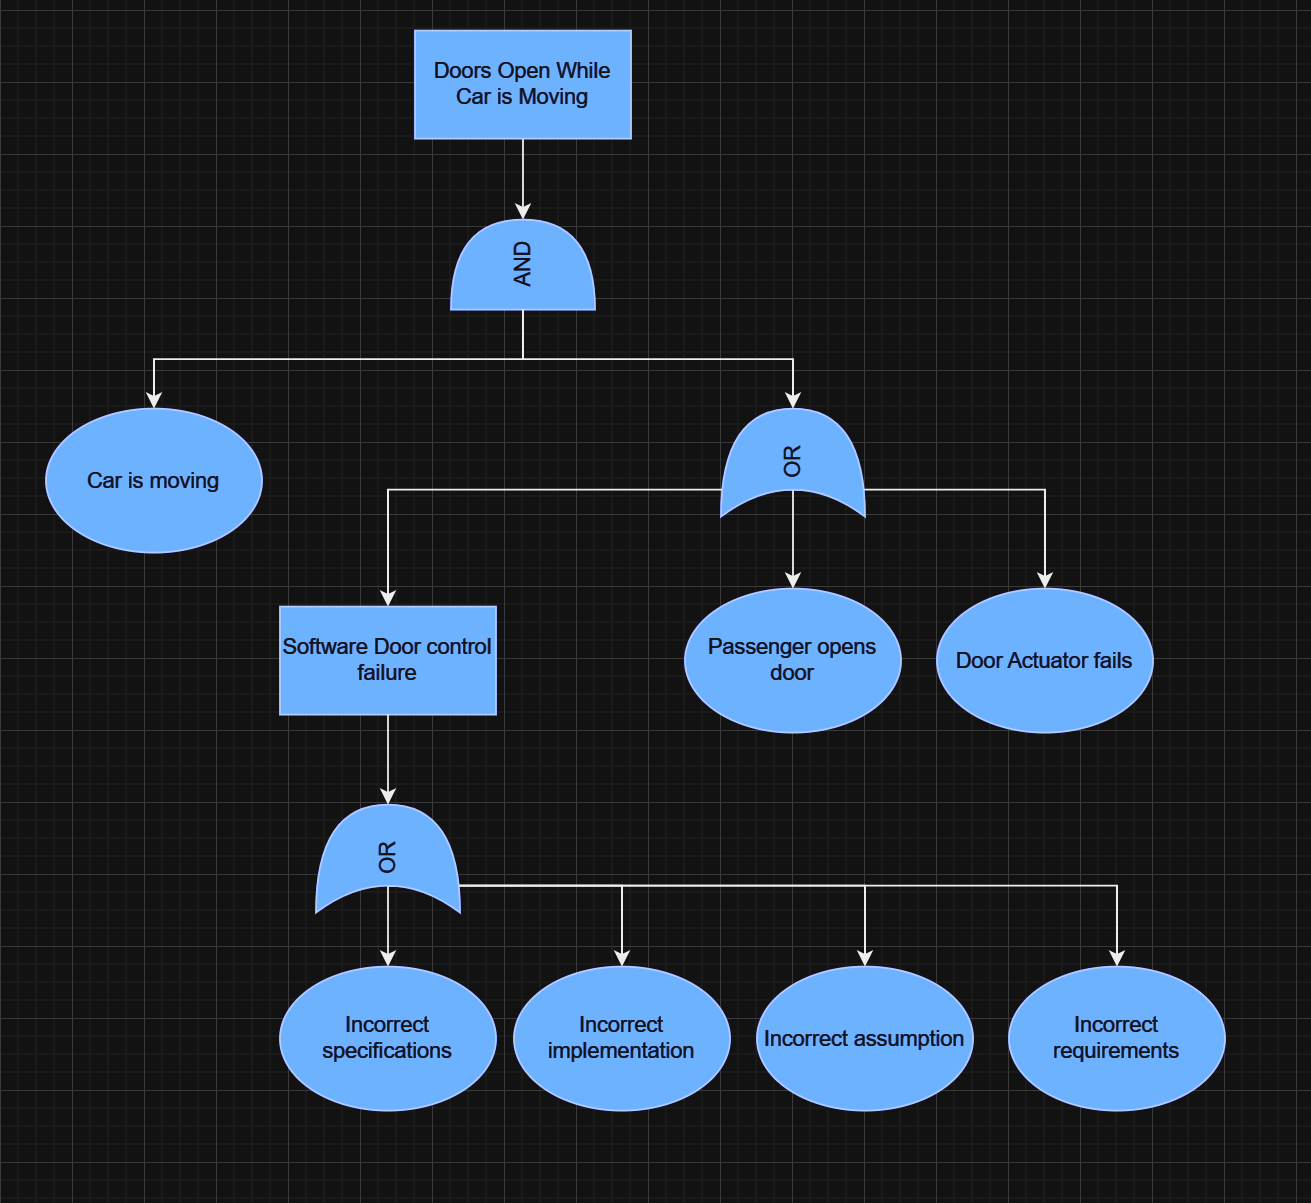 Doors Open While
Car is Moving
AND
Car is moving
OR
Software Door control
failure
Passenger opens
door
Door Actuator fails
OR
Incorrect
specifications
Incorrect
implementation
Incorrect assumption
Incorrect
requirements